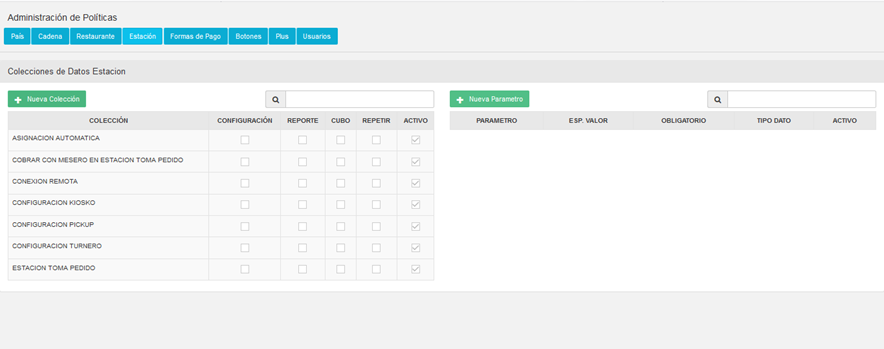 Administración de Políticas
País Cadena Restaurante Estación Formas de Pago Botones Plus Usuarios
Colecciones de Datos Estacion
Nueva Colección
COLECCIÓN CONFIGURACIÓN REPORTE CUBO REPETIR ACTIVO
ASIGNACION AUTOMATICA
COBRAR CON MESERO EN ESTACION TOMA PEDIDO
CONEXION REMOTA
CONFIGURACION KIOSKO
CONFIGURACION PICKUP
CONFIGURACION TURNERO
ESTACION TOMA PEDIDO
Nueva Parametro
PARAMETRO ESP. VALOR OBLIGATORIO TIPO DATO ACTIVO